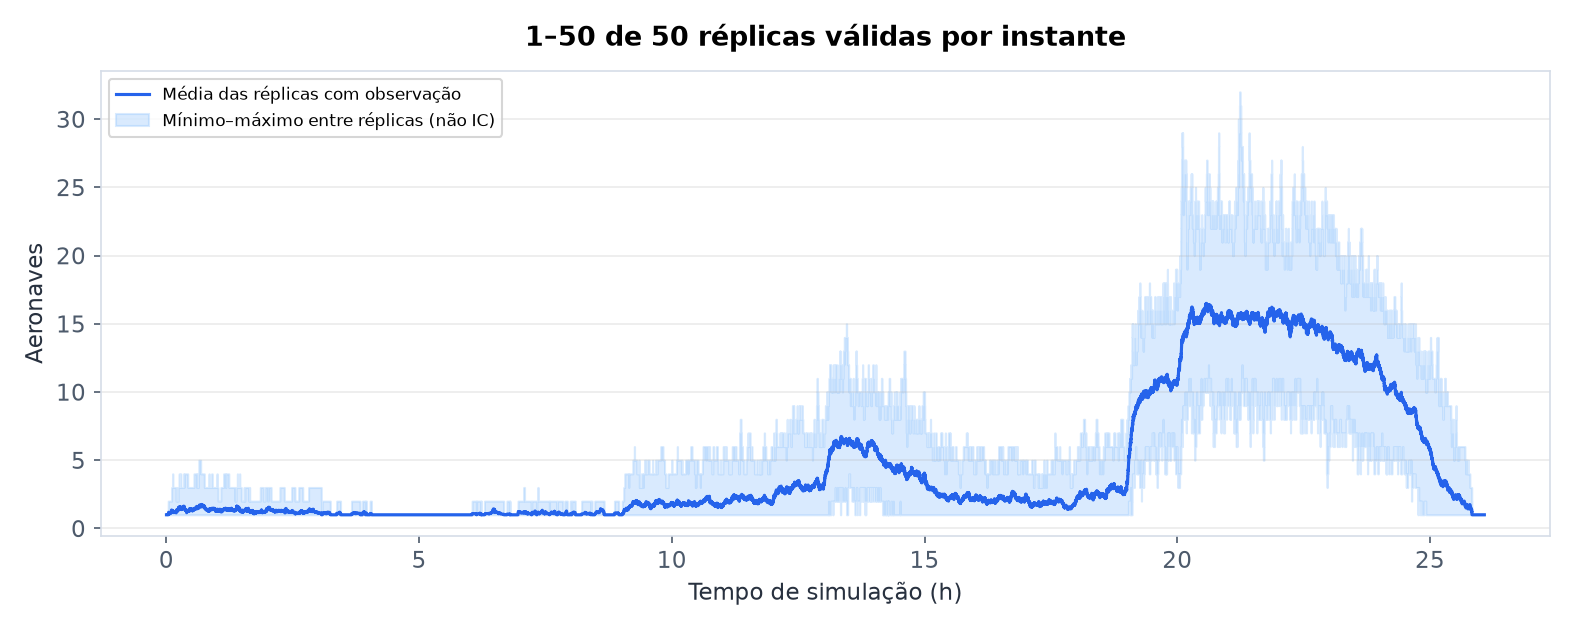 1–50 de 50 réplicas válidas por instante
Média das réplicas com observação
Mínimo–máximo entre réplicas (não IC)
Aeronaves
30
25
20
15
10
5
0
0 5 10 15 20 25
Tempo de simulação (h)